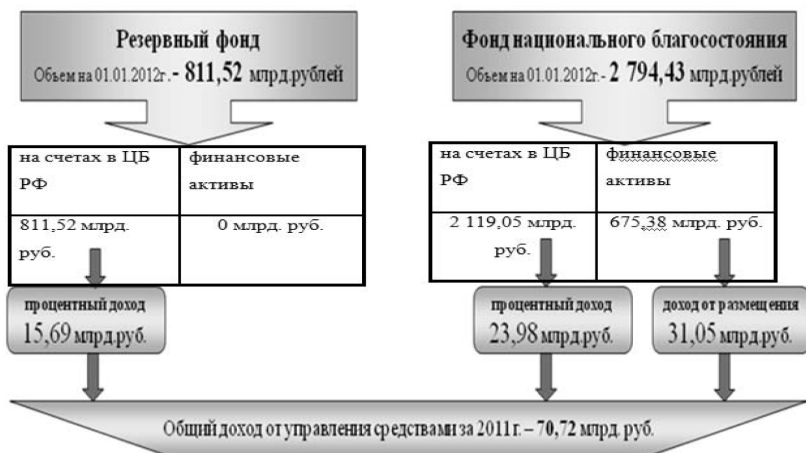 Резервный фонд
Объем на 01.01.2012г.- 811,52 млрд.рублей
Фонд национального благосостояния
Объем на 01.01.2012г.- 2 794,43 млрд.рублей
на счетах в ЦБ
РФ
финансовые
активы
811,52 млрд.
руб.
0 млрд. руб.
на счетах в ЦБ
РФ
финансовые
активы
2 119,05 млрд.
руб.
675,38 млрд. руб.
процентный доход
15,69 млрд.руб.
процентный доход
23,98 млрд.руб.
доход от размещения
31,05 млрд.руб.
Общий доход от управления средствами за 2011г. – 70,72 млрд. руб.